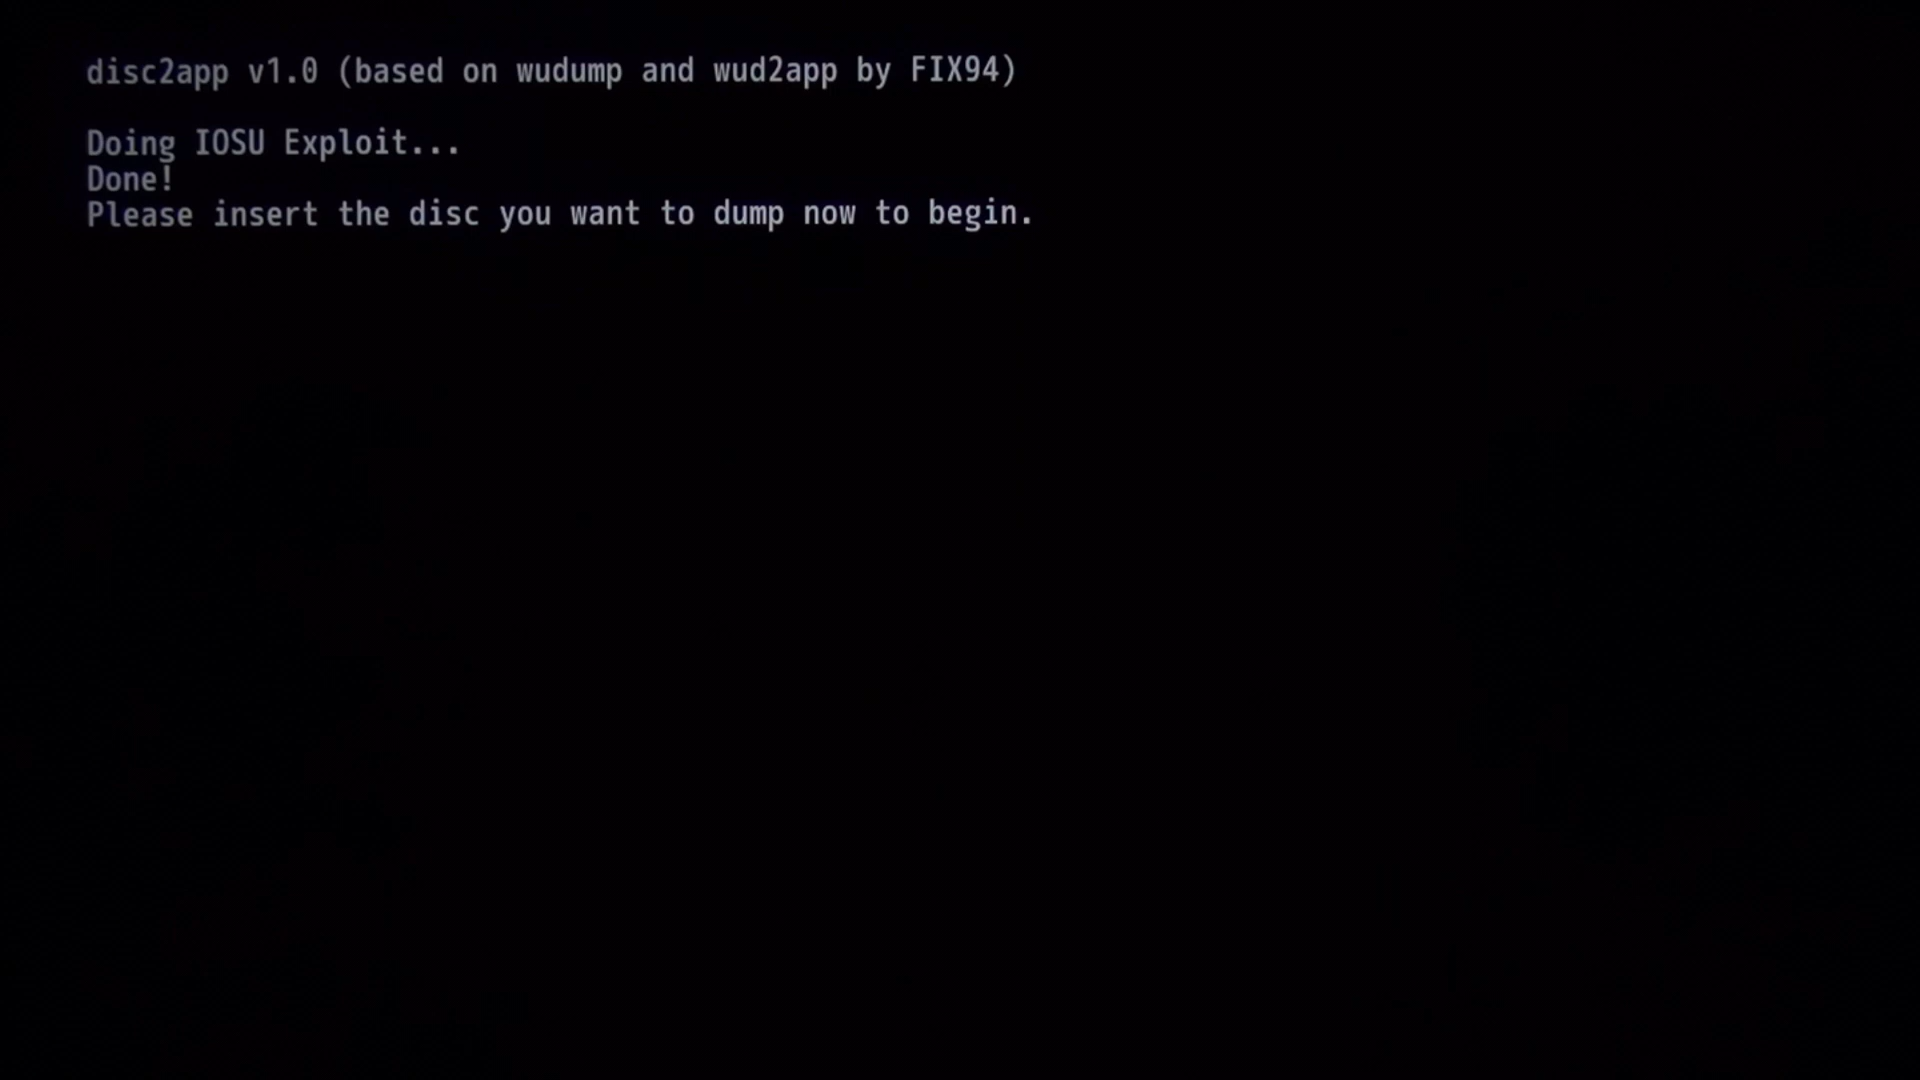 disc2app v1.0 (based on wudump and wud2app by FIX94)
Doing IOSU Exploit...
Done!
Please insert the disc you want to dump now to begin.